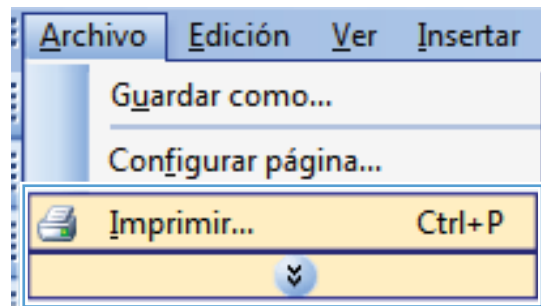 Archivo Edición Ver Insertar
Guardar como...
Configurar página...
Imprimir... Ctrl+P